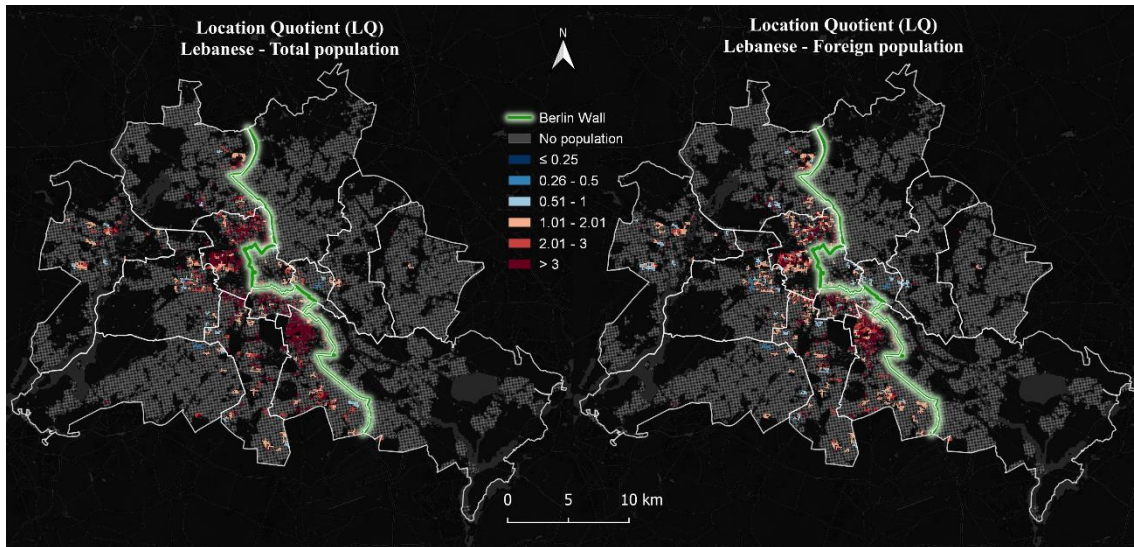 Location Quotient (LQ)
Lebanese - Total population
Location Quotient (LQ)
Lebanese - Foreign population
N
Berlin Wall
No population
≤ 0.25
0.26 - 0.5
0.51 - 1
1.01 - 2.01
2.01 - 3
> 3
0 5 10 km